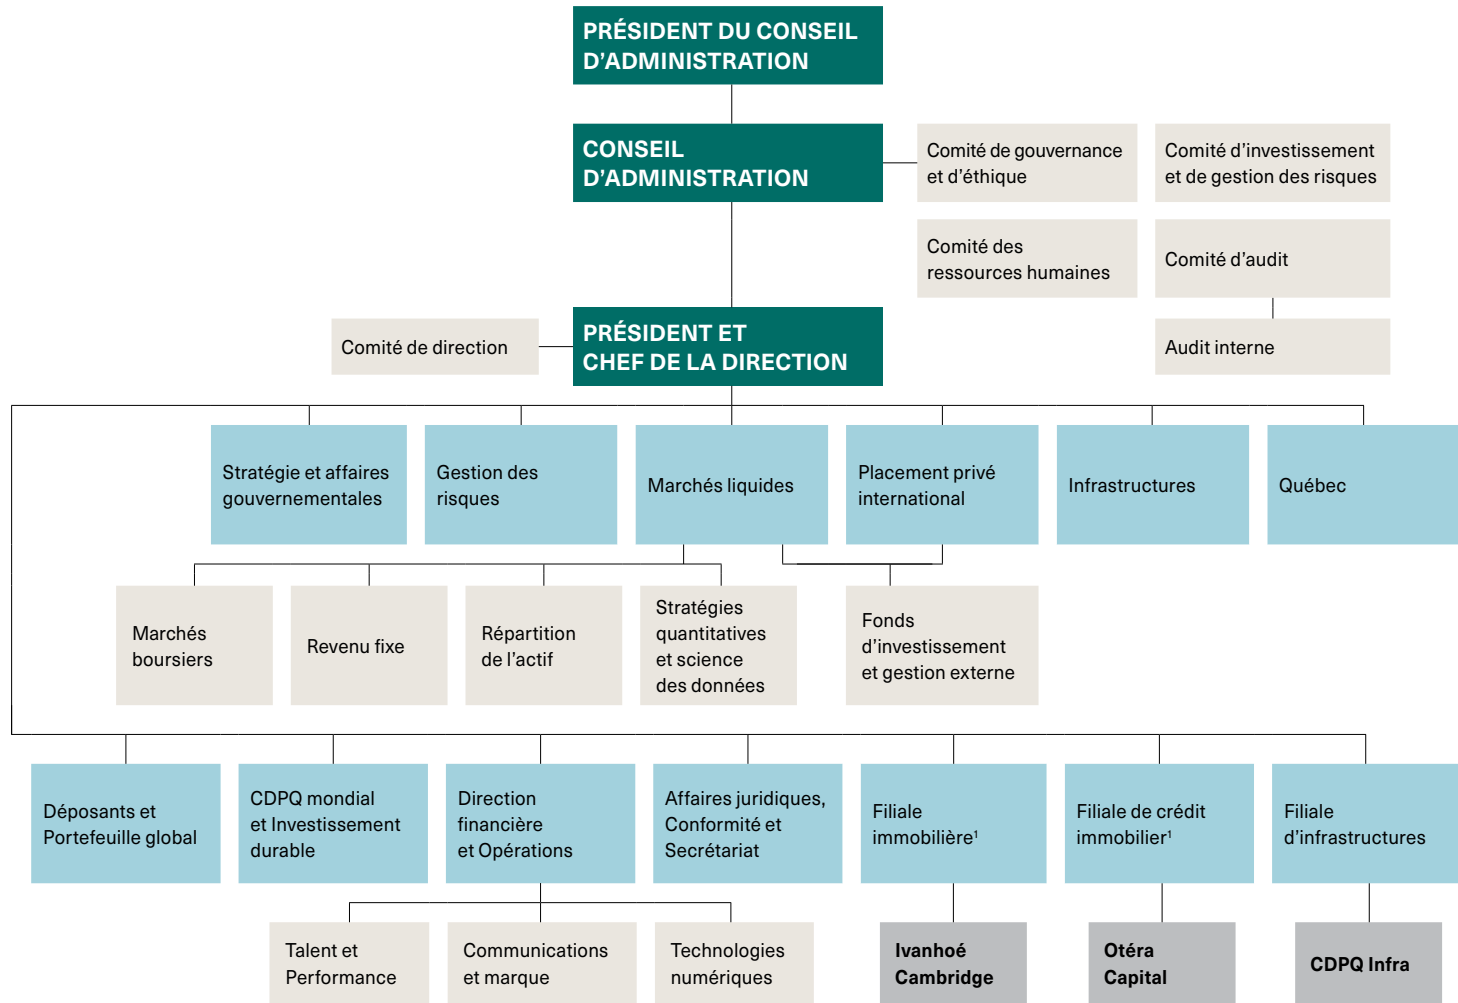 PRÉSIDENT DU CONSEIL
D’ADMINISTRATION
CONSEIL
D’ADMINISTRATION
Comité de gouvernance
et d’éthique
Comité d’investissement
et de gestion des risques
Comité des
ressources humaines
Comité d’audit
Comité de direction
PRÉSIDENT ET
CHEF DE LA DIRECTION
Audit interne
Stratégie et affaires
gouvernementales
Gestion des
risques
Marchés liquides
Placement privé
international
Infrastructures
Québec
Marchés
boursiers
Revenu fixe
Répartition
de l’actif
Stratégies
quantitatives
et science
des données
Fonds
d’investissement
et gestion externe
Déposants et
Portefeuille global
CDPQ mondial
et Investissement
durable
Direction
financière
et Opérations
Affaires juridiques,
Conformité et
Secrétariat
Filiale
immobilière¹
Filiale de crédit
immobilier¹
Filiale
d’infrastructures
Talent et
Performance
Communications
et marque
Technologies
numériques
Ivanhoé
Cambridge
Otéra
Capital
CDPQ Infra